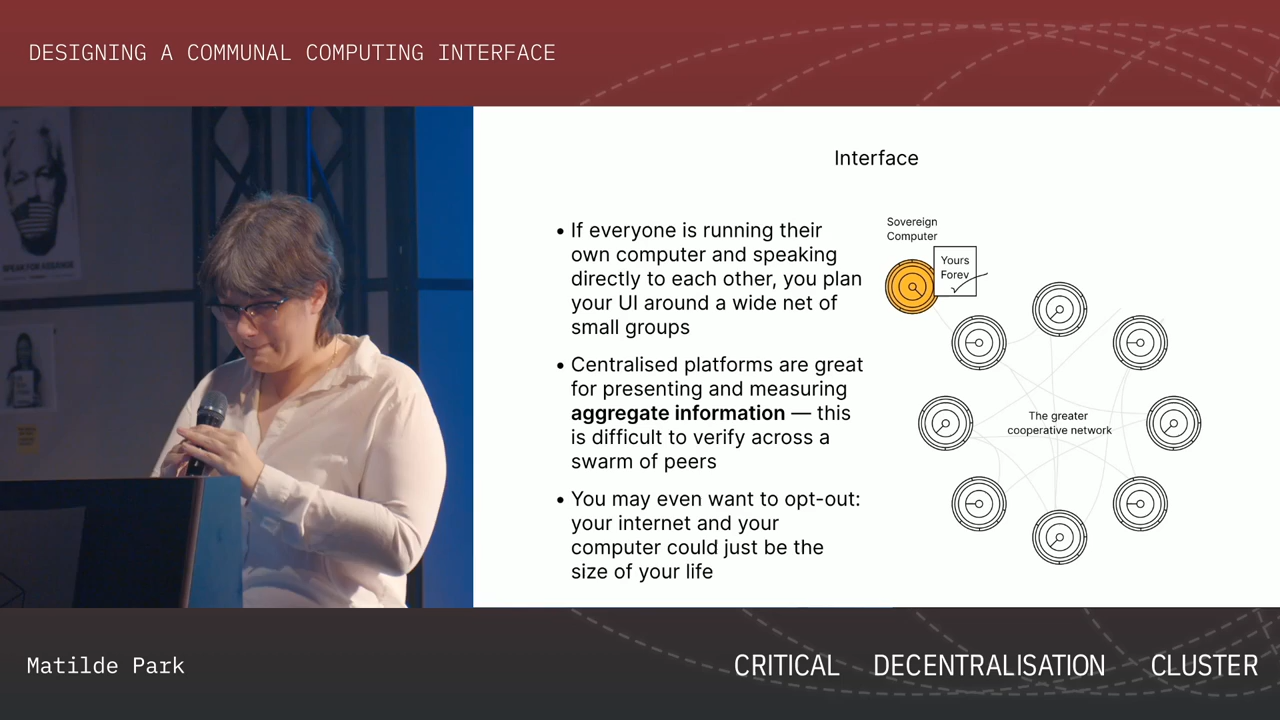 DESIGNING A COMMUNAL COMPUTING INTERFACE
SPEAK FOR ASSANGE
Interface
• If everyone is running their
own computer and speaking
directly to each other, you plan
your UI around a wide net of
small groups
• Centralised platforms are great
for presenting and measuring
aggregate information — this
is difficult to verify across a
swarm of peers
• You may even want to opt-out:
your internet and your
computer could just be the
size of your life
Sovereign
Computer
Yours
Forev
The greater
cooperative network
Matilde Park
CRITICAL DECENTRALISATION CLUSTER